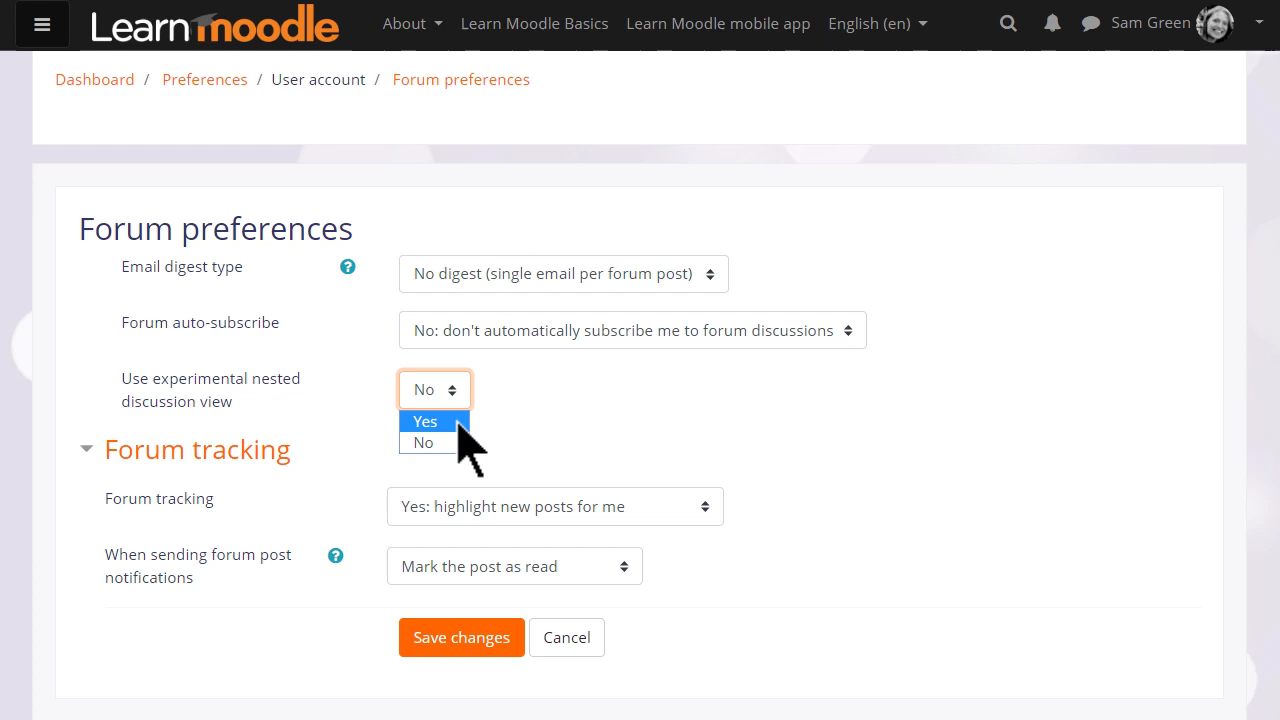 Learn moodle About Learn Moodle Basics Learn Moodle mobile app English (en) Sam Green
Dashboard / Preferences / User account / Forum preferences
Forum preferences
Email digest type ? No digest (single email per forum post)
Forum auto-subscribe No: don't automatically subscribe me to forum discussions
Use experimental nested
discussion view
No
Yes
No
Forum tracking
Forum tracking Yes: highlight new posts for me
When sending forum post
notifications
? Mark the post as read
Save changes Cancel